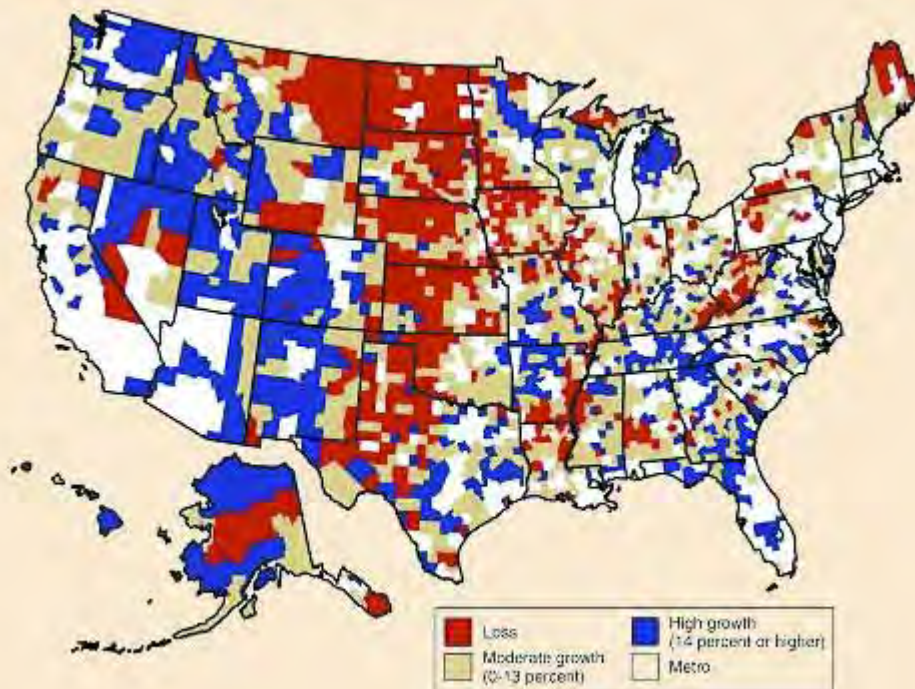 Loss
Moderate growth
(0-13 percent)
High growth
(14 percent or higher)
Metro